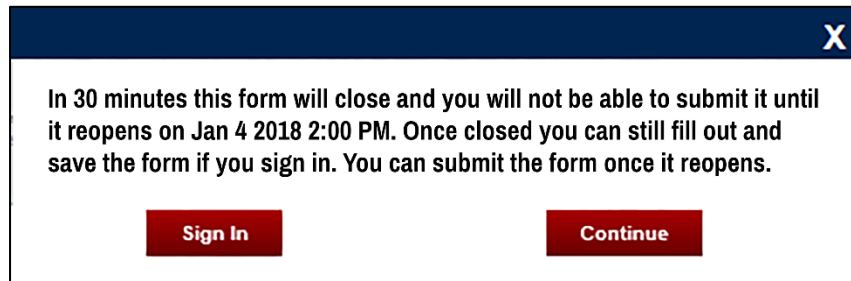 X
In 30 minutes this form will close and you will not be able to submit it until
it reopens on Jan 4 2018 2:00 PM. Once closed you can still fill out and
save the form if you sign in. You can submit the form once it reopens.
Sign In Continue